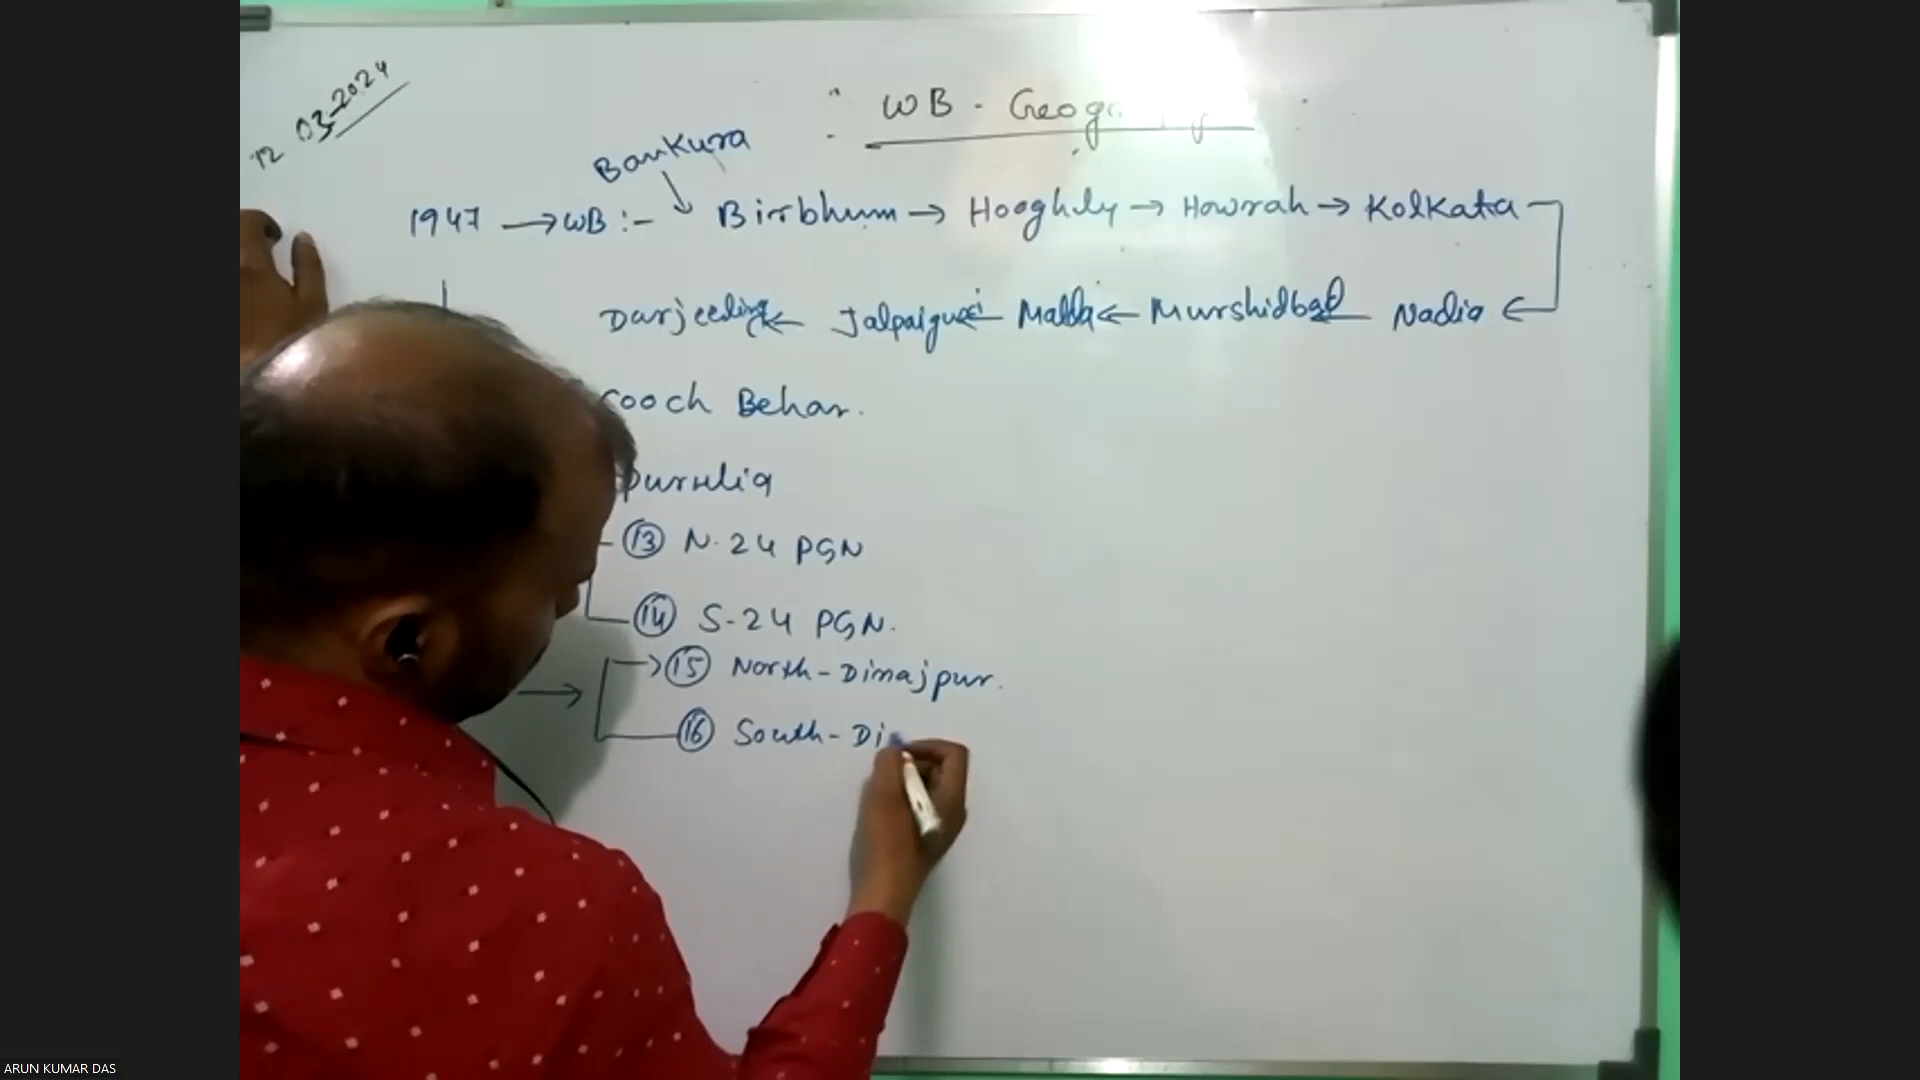 12 03-2024
WB - Geog
Bankura
1947 → WB :- Birbhum → Hooghly → Howrah → Kolkata
Darjeeling ← Jalpaiguri ← Malda ← Murshidbad ← Nadia ←
Cooch Behar.
Purulia
13 N. 24 PGN
14 S-24 PGN.
→ 15 North-Dinajpur.
→ 16 South-Di
ARUN KUMAR DAS